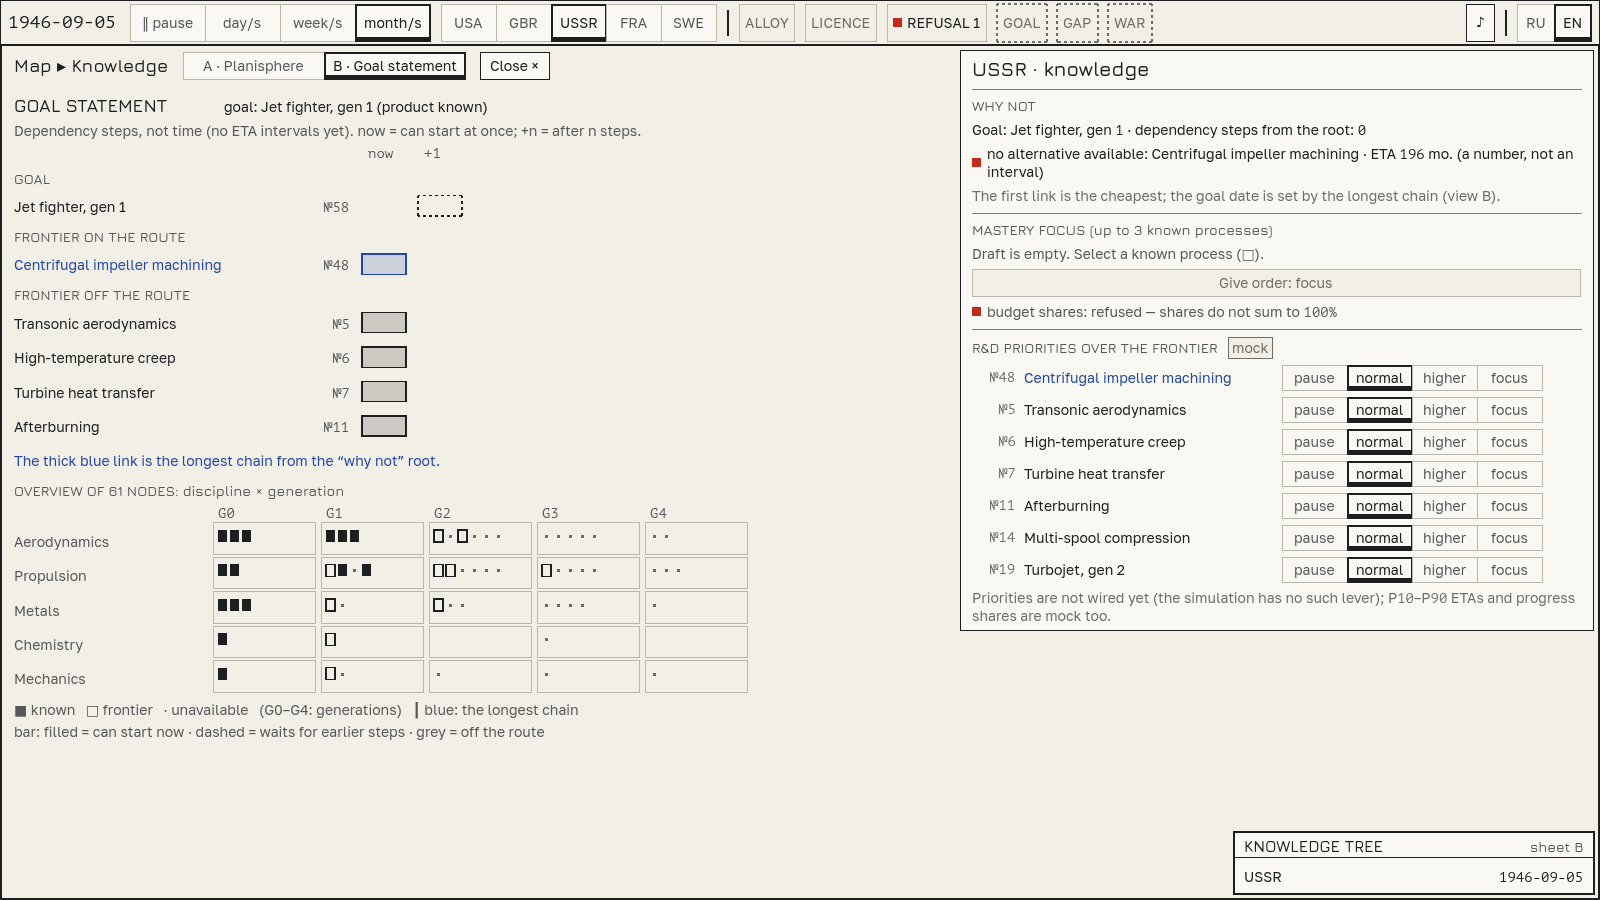 1946-09-05 ‖ pause day/s week/s month/s USA GBR USSR FRA SWE ALLOY LICENCE REFUSAL 1 GOAL GAP WAR ♪ RU EN
Map ▸ Knowledge A · Planisphere B · Goal statement Close ×
GOAL STATEMENT goal: Jet fighter, gen 1 (product known)
Dependency steps, not time (no ETA intervals yet). now = can start at once; +n = after n steps.
now +1
GOAL
Jet fighter, gen 1 №58
FRONTIER ON THE ROUTE
Centrifugal impeller machining №48
FRONTIER OFF THE ROUTE
Transonic aerodynamics №5
High-temperature creep №6
Turbine heat transfer №7
Afterburning №11
The thick blue link is the longest chain from the “why not” root.
OVERVIEW OF 61 NODES: discipline × generation
G0 G1 G2 G3 G4
Aerodynamics
Propulsion
Metals
Chemistry
Mechanics
■ known □ frontier · unavailable (G0–G4: generations) | blue: the longest chain
bar: filled = can start now · dashed = waits for earlier steps · grey = off the route
USSR · knowledge
WHY NOT
Goal: Jet fighter, gen 1 · dependency steps from the root: 0
no alternative available: Centrifugal impeller machining · ETA 196 mo. (a number, not an
interval)
The first link is the cheapest; the goal date is set by the longest chain (view B).
MASTERY FOCUS (up to 3 known processes)
Draft is empty. Select a known process (□).
Give order: focus
budget shares: refused — shares do not sum to 100%
R&D PRIORITIES OVER THE FRONTIER mock
№48 Centrifugal impeller machining pause normal higher focus
№5 Transonic aerodynamics pause normal higher focus
№6 High-temperature creep pause normal higher focus
№7 Turbine heat transfer pause normal higher focus
№11 Afterburning pause normal higher focus
№14 Multi-spool compression pause normal higher focus
№19 Turbojet, gen 2 pause normal higher focus
Priorities are not wired yet (the simulation has no such lever); P10–P90 ETAs and progress
shares are mock too.
KNOWLEDGE TREE sheet B
USSR 1946-09-05